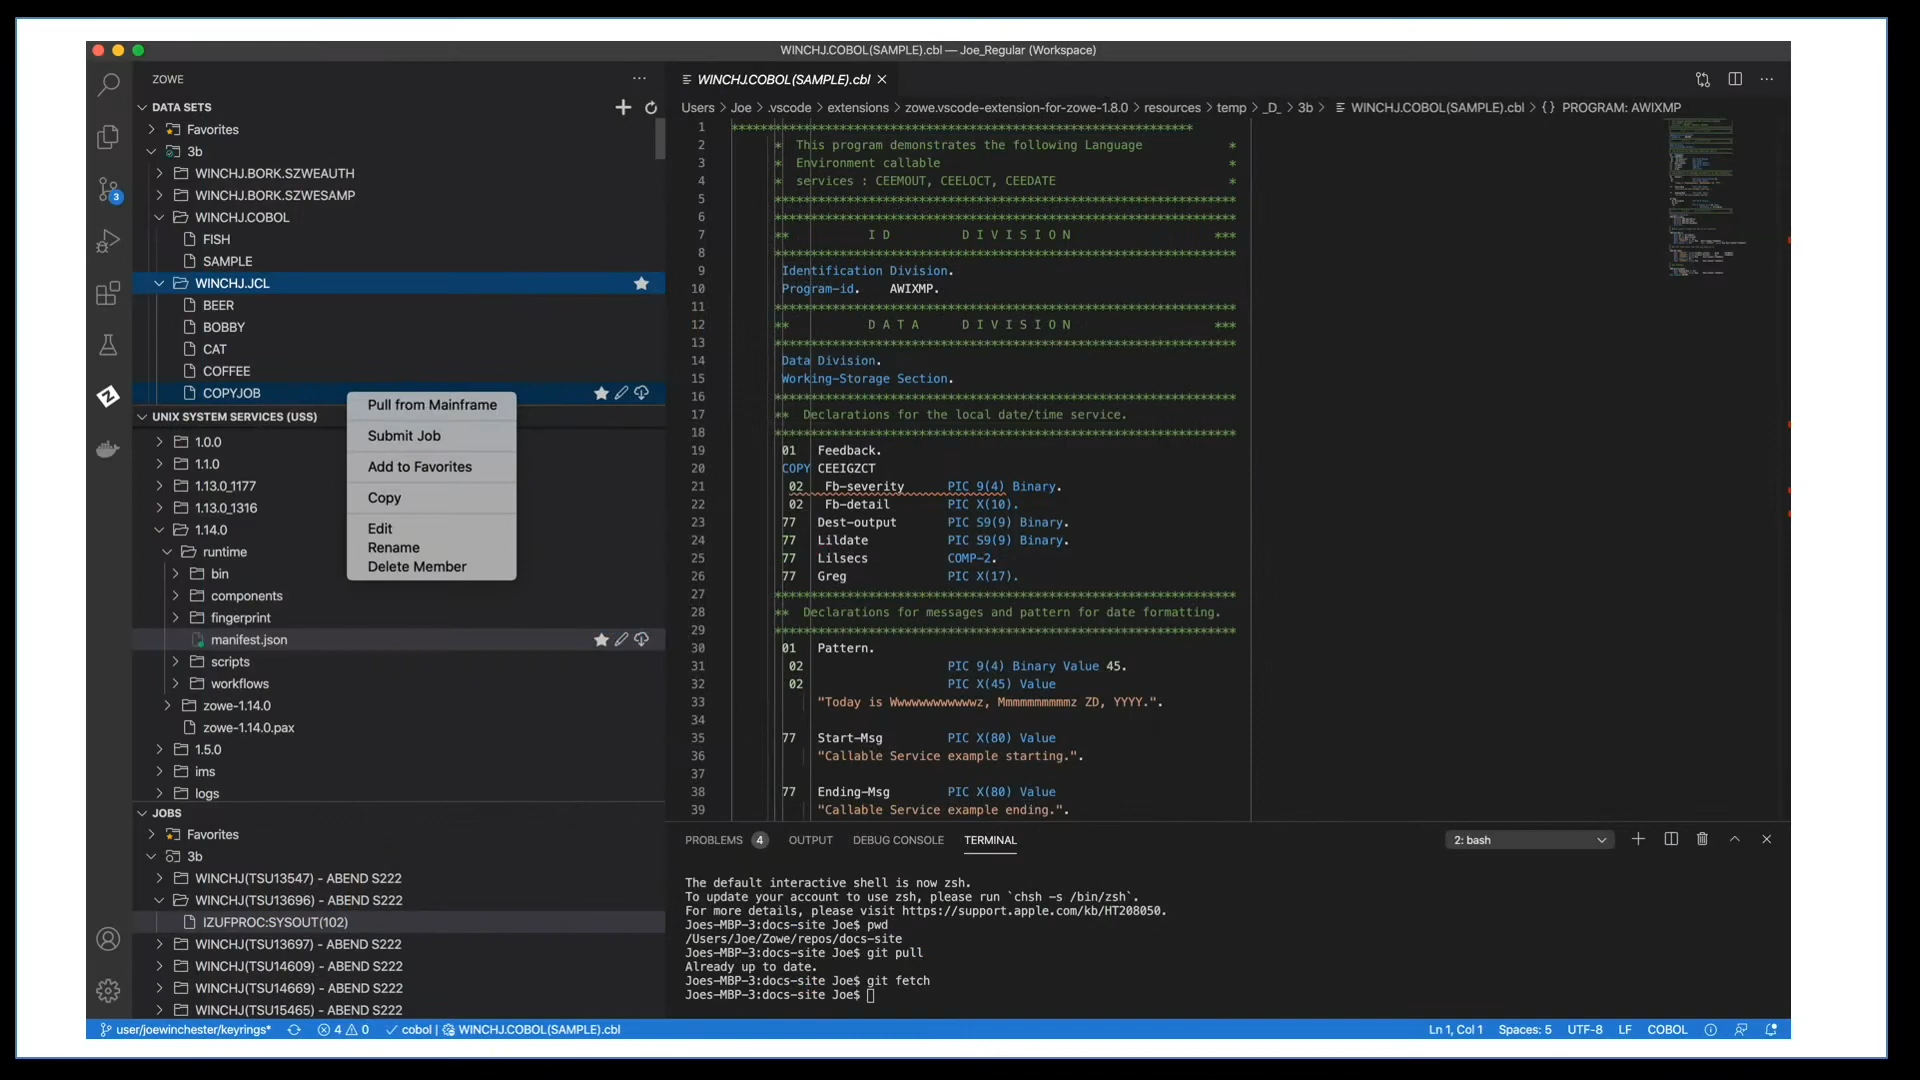 WINCHJ.COBOL(SAMPLE).cbl — Joe_Regular (Workspace)
ZOWE
DATA SETS
Favorites
3b
WINCHJ.BORK.SZWEAUTH
WINCHJ.BORK.SZWESAMP
WINCHJ.COBOL
FISH
SAMPLE
WINCHJ.JCL
BEER
BOBBY
CAT
COFFEE
COPYJOB
Pull from Mainframe
Submit Job
Add to Favorites
Copy
Edit
Rename
Delete Member
UNIX SYSTEM SERVICES (USS)
1.0.0
1.1.0
1.13.0_1177
1.13.0_1316
1.14.0
runtime
bin
components
fingerprint
manifest.json
scripts
workflows
zowe-1.14.0
zowe-1.14.0.pax
1.5.0
ims
logs
JOBS
Favorites
3b
WINCHJ(TSU13547) - ABEND S222
WINCHJ(TSU13696) - ABEND S222
IZUFPROC:SYSOUT(102)
WINCHJ(TSU13697) - ABEND S222
WINCHJ(TSU14609) - ABEND S222
WINCHJ(TSU14669) - ABEND S222
WINCHJ(TSU15465) - ABEND S222
3
WINCHJ.COBOL(SAMPLE).cbl
Users > Joe > .vscode > extensions > zowe.vscode-extension-for-zowe-1.8.0 > resources > temp > _D_ > 3b > WINCHJ.COBOL(SAMPLE).cbl > {} PROGRAM: AWIXMP
1 ****************************************************************
2 * This program demonstrates the following Language *
3 * Environment callable *
4 * services : CEEMOUT, CEELOCT, CEEDATE *
5 ****************************************************************
6 ****************************************************************
7 ** I D D I V I S I O N ***
8 ****************************************************************
9 Identification Division.
10 Program-id. AWIXMP.
11 ****************************************************************
12 ** D A T A D I V I S I O N ***
13 ****************************************************************
14 Data Division.
15 Working-Storage Section.
16 ****************************************************************
17 ** Declarations for the local date/time service.
18 ****************************************************************
19 01 Feedback.
20 COPY CEEIGZCT
21 02 Fb-severity PIC 9(4) Binary.
22 02 Fb-detail PIC X(10).
23 77 Dest-output PIC S9(9) Binary.
24 77 Lildate PIC S9(9) Binary.
25 77 Lilsecs COMP-2.
26 77 Greg PIC X(17).
27 ****************************************************************
28 ** Declarations for messages and pattern for date formatting.
29 ****************************************************************
30 01 Pattern.
31 02 PIC 9(4) Binary Value 45.
32 02 PIC X(45) Value
33 "Today is Wwwwwwwwwwwwz, Mmmmmmmmmmz ZD, YYYY.".
34
35 77 Start-Msg PIC X(80) Value
36 "Callable Service example starting.".
37
38 77 Ending-Msg PIC X(80) Value
39 "Callable Service example ending.".
PROBLEMS 4 OUTPUT DEBUG CONSOLE TERMINAL 2: bash
The default interactive shell is now zsh.
To update your account to use zsh, please run `chsh -s /bin/zsh`.
For more details, please visit https://support.apple.com/kb/HT208050.
Joes-MBP-3:docs-site Joe$ pwd
/Users/Joe/Zowe/repos/docs-site
Joes-MBP-3:docs-site Joe$ git pull
Already up to date.
Joes-MBP-3:docs-site Joe$ git fetch
Joes-MBP-3:docs-site Joe$
user/joewinchester/keyrings* 4 0 cobol | WINCHJ.COBOL(SAMPLE).cbl Ln 1, Col 1 Spaces: 5 UTF-8 LF COBOL